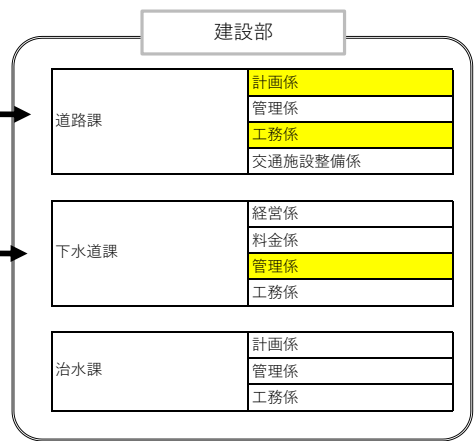 建設部
道路課
計画係
管理係
工務係
交通施設整備係
下水道課
経営係
料金係
管理係
工務係
治水課
計画係
管理係
工務係